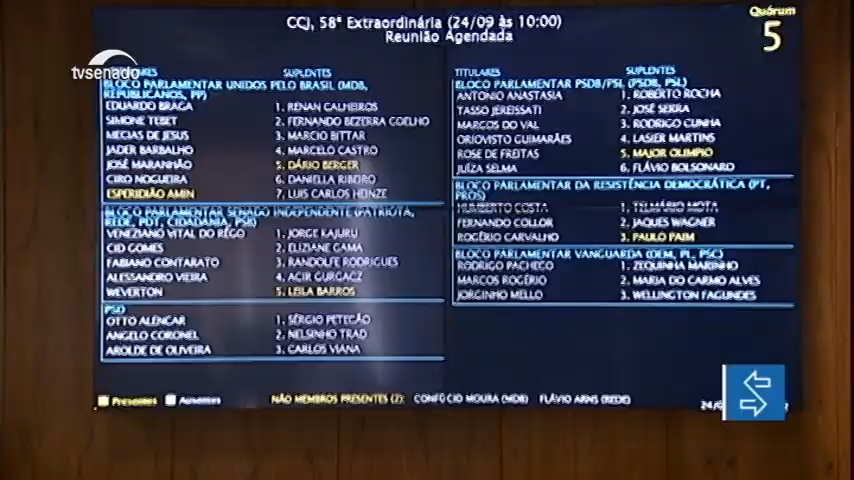 CCJ, 58ª Extraordinária (24/09 às 10:00)
Reunião Agendada
Quórum
5
tvsenado
SUPLENTES
BLOCO PARLAMENTAR UNIDOS PELO BRASIL (MDB, REPUBLICANOS, PP)
EDUARDO BRAGA 1. RENAN CALHEIROS
SIMONE TEBET 2. FERNANDO BEZERRA COELHO
MECIAS DE JESUS 3. MARCIO BITTAR
JADER BARBALHO 4. MARCELO CASTRO
JOSÉ MARANHÃO 5. DÁRIO BERGER
CIRO NOGUEIRA 6. DANIELLA RIBEIRO
ESPERIDIÃO AMIN 7. LUIS CARLOS HEINZE
BLOCO PARLAMENTAR SENADO INDEPENDENTE (PATRIOTA, REDE, PDT, CIDADANIA, PSB)
VENEZIANO VITAL DO RÊGO 1. JORGE KAJURU
CID GOMES 2. ELIZIANE GAMA
FABIANO CONTARATO 3. RANDOLFE RODRIGUES
ALESSANDRO VIEIRA 4. ACIR GURGACZ
WEVERTON 5. LEILA BARROS
PSD
OTTO ALENCAR 1. SÉRGIO PETECÃO
ANGELO CORONEL 2. NELSINHO TRAD
AROLDE DE OLIVEIRA 3. CARLOS VIANA
TITULARES SUPLENTES
BLOCO PARLAMENTAR PSDB/PSL (PSDB, PSL)
ANTONIO ANASTASIA 1. ROBERTO ROCHA
TASSO JEREISSATI 2. JOSÉ SERRA
MARCOS DO VAL 3. RODRIGO CUNHA
ORIOVISTO GUIMARÃES 4. LASIER MARTINS
ROSE DE FREITAS 5. MAJOR OLIMPIO
JUÍZA SELMA 6. FLÁVIO BOLSONARO
BLOCO PARLAMENTAR DA RESISTÊNCIA DEMOCRÁTICA (PT, PROS)
HUMBERTO COSTA 1. TELMÁRIO MOTA
FERNANDO COLLOR 2. JAQUES WAGNER
ROGÉRIO CARVALHO 3. PAULO PAIM
BLOCO PARLAMENTAR VANGUARDA (DEM, PL, PSC)
RODRIGO PACHECO 1. ZEQUINHA MARINHO
MARCOS ROGÉRIO 2. MARIA DO CARMO ALVES
JORGINHO MELLO 3. WELLINGTON FAGUNDES
Presentes Ausentes NÃO MEMBROS PRESENTES (2): CONFÚCIO MOURA (MDB) FLÁVIO ARNS (REDE)